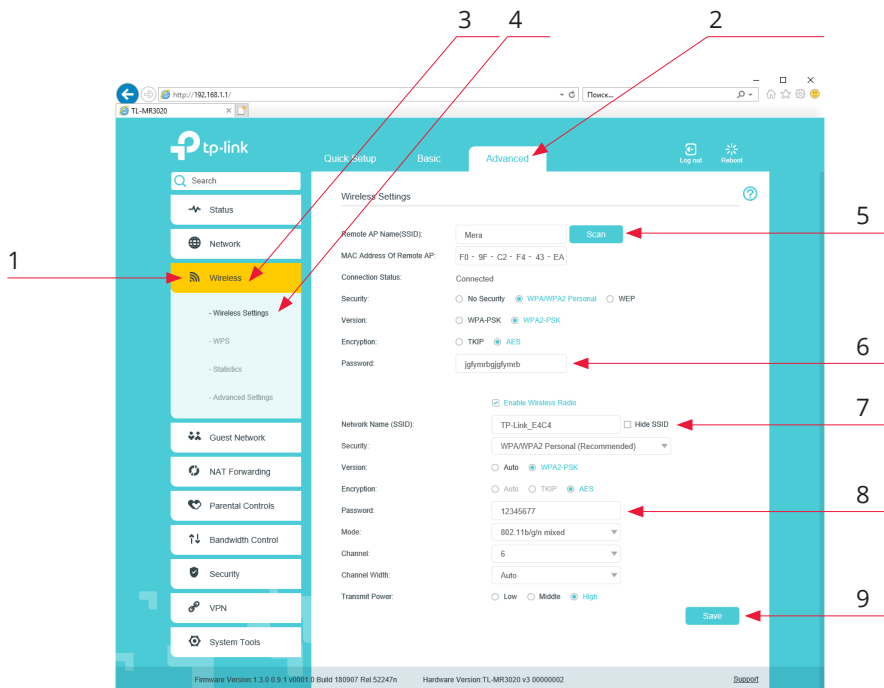 3 4 2
http://192.168.1.1/
Поиск...
TL-MR3020
tp-link
Quick Setup Basic Advanced
Log out Reboot
Search
Status
Network
1
Wireless
- Wireless Settings
- WPS
- Statistics
- Advanced Settings
Guest Network
NAT Forwarding
Parental Controls
Bandwidth Control
Security
VPN
System Tools
Wireless Settings
Remote AP Name(SSID): Mera Scan
5
MAC Address Of Remote AP: F0 - 9F - C2 - F4 - 43 - EA
Connection Status: Connected
Security: No Security WPA/WPA2 Personal WEP
Version: WPA-PSK WPA2-PSK
Encryption: TKIP AES
Password: jgfymrbgjgfymrb
6
Enable Wireless Radio
Network Name (SSID): TP-Link_E4C4 Hide SSID
7
Security: WPA/WPA2 Personal (Recommended)
Version: Auto WPA2-PSK
Encryption: Auto TKIP AES
Password: 12345677
8
Mode: 802.11b/g/n mixed
Channel: 6
Channel Width: Auto
Transmit Power: Low Middle High
Save
9
Firmware Version:1.3.0 0.9.1 v0001.0 Build 180907 Rel.52247n Hardware Version:TL-MR3020 v3 00000002 Support